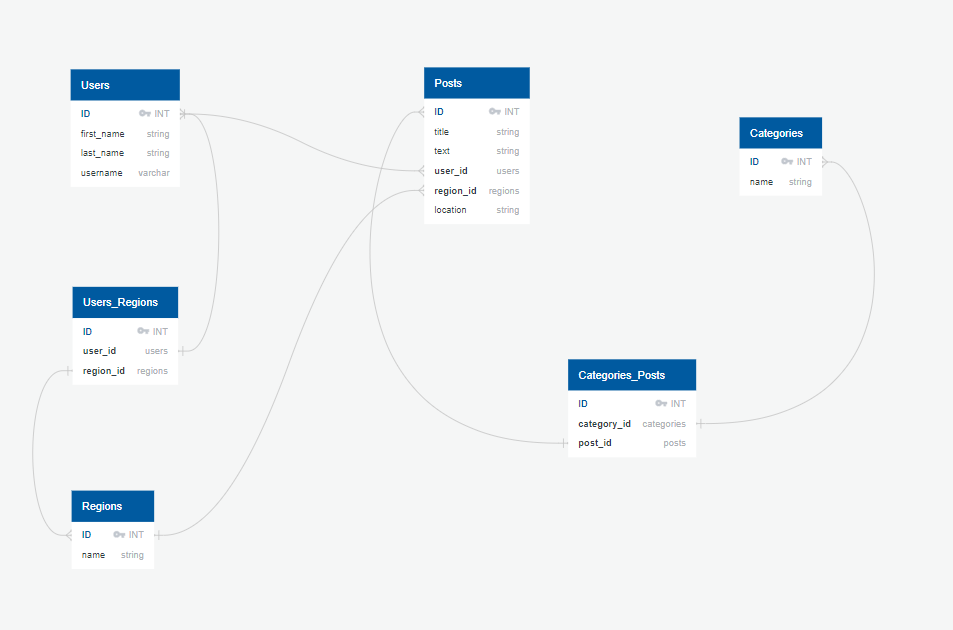 Users
ID INT
first_name string
last_name string
username varchar
Posts
ID INT
title string
text string
user_id users
region_id regions
location string
Categories
ID INT
name string
Users_Regions
ID INT
user_id users
region_id regions
Categories_Posts
ID INT
category_id categories
post_id posts
Regions
ID INT
name string